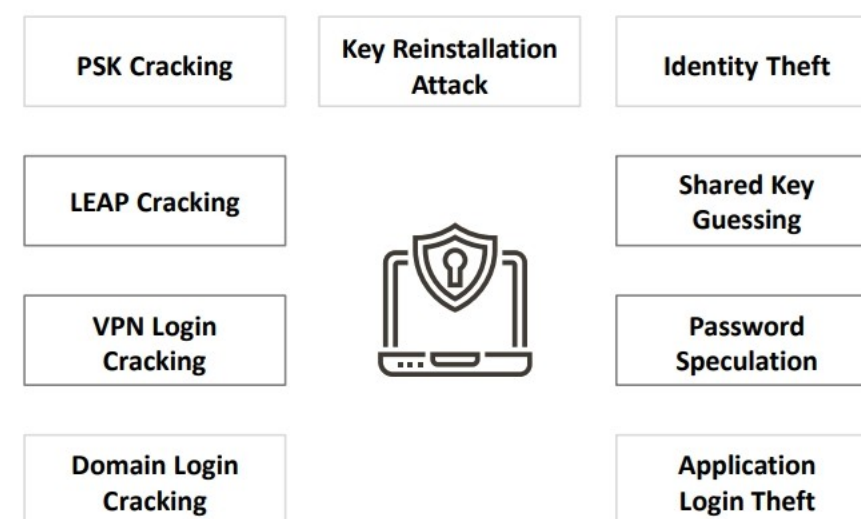 PSK Cracking
Key Reinstallation
Attack
Identity Theft
LEAP Cracking
Shared Key
Guessing
VPN Login
Cracking
Password
Speculation
Domain Login
Cracking
Application
Login Theft